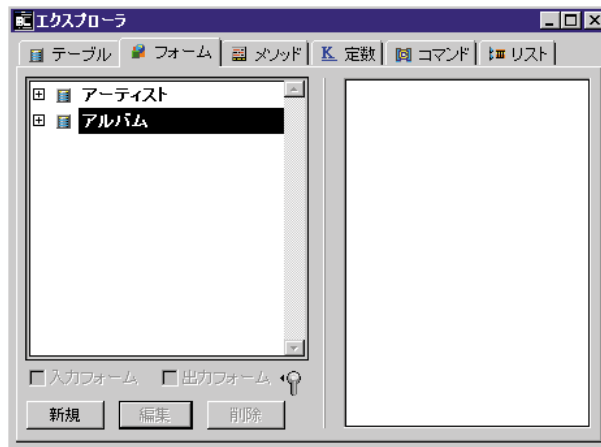 エクスプローラ
テーブル フォーム メソッド K 定数 コマンド リスト
アーティスト
アルバム
入力フォーム 出力フォーム
新規 編集 削除